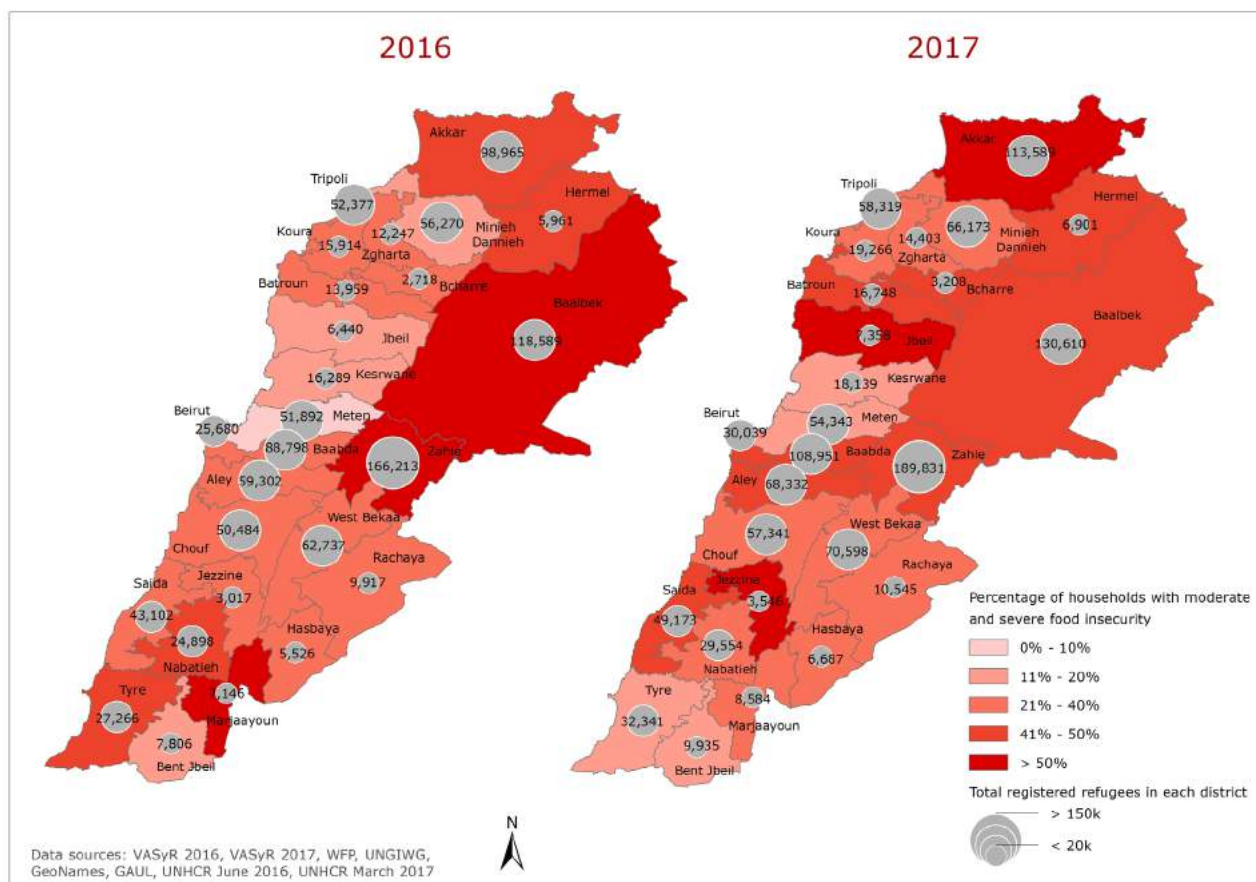 2016
Akkar
98,965
Tripoli
52,377
Hermel
5,961
56,270
Minieh
Dannieh
Koura
15,914
12,247
Zgharta
2,718
Bcharre
Batroun
13,959
Baalbek
118,589
6,440
Jbeil
16,289
Kesrwane
Beirut
25,680
51,892
Meten
88,798
Baabda
Zahle
166,213
Aley
59,302
50,484
West Bekaa
62,737
Chouf
Rachaya
9,917
Jezzine
3,017
Saida
43,102
24,898
Nabatieh
Hasbaya
5,526
Tyre
27,266
,146
Marjaayoun
7,806
Bent Jbeil
2017
Akkar
113,589
Tripoli
58,319
Hermel
6,901
66,173
Minieh
Dannieh
Koura
19,266
14,403
Zgharta
3,208
Bcharre
Batroun
16,748
Baalbek
130,610
7,358
Jbeil
18,139
Kesrwane
Beirut
30,039
54,343
Meten
108,951
Baabda
Zahle
189,831
Aley
68,332
57,341
West Bekaa
70,598
Chouf
Rachaya
10,545
Jezzine
3,546
Saida
49,173
29,554
Nabatieh
Hasbaya
6,687
Tyre
32,341
8,584
Marjaayoun
9,935
Bent Jbeil
Percentage of households with moderate
and severe food insecurity
0% - 10%
11% - 20%
21% - 40%
41% - 50%
> 50%
Total registered refugees in each district
> 150k
< 20k
N
Data sources: VASyR 2016, VASyR 2017, WFP, UNGIWG,
GeoNames, GAUL, UNHCR June 2016, UNHCR March 2017